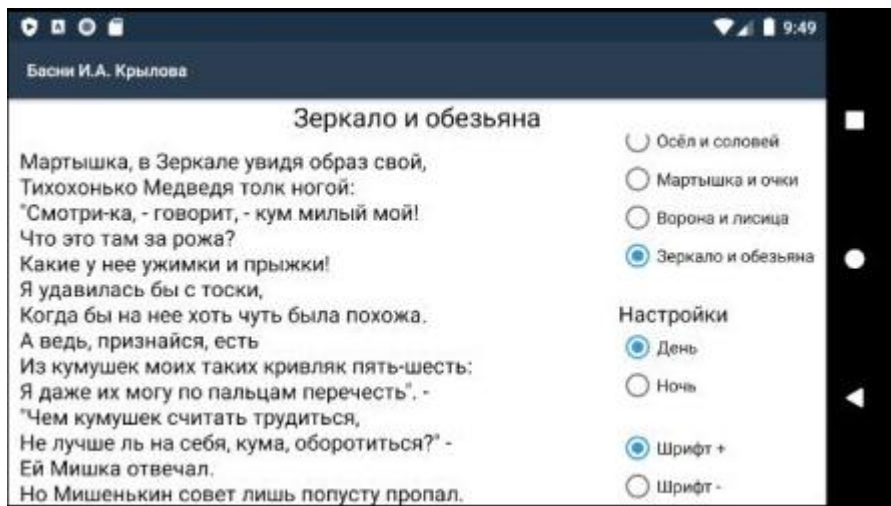 9:49
Басни И.А. Крылова
Зеркало и обезьяна
Мартышка, в Зеркале увидя образ свой,
Тихохонько Медведя толк ногой:
"Смотри-ка, - говорит, - кум милый мой!
Что это там за рожа?
Какие у нее ужимки и прыжки!
Я удавилась бы с тоски,
Когда бы на нее хоть чуть была похожа.
А ведь, признайся, есть
Из кумушек моих таких кривляк пять-шесть:
Я даже их могу по пальцам перечесть". -
"Чем кумушек считать трудиться,
Не лучше ль на себя, кума, оборотиться?" -
Ей Мишка отвечал.
Но Мишенькин совет лишь попусту пропал.
Осёл и соловей
Мартышка и очки
Ворона и лисица
Зеркало и обезьяна
Настройки
День
Ночь
Шрифт +
Шрифт -